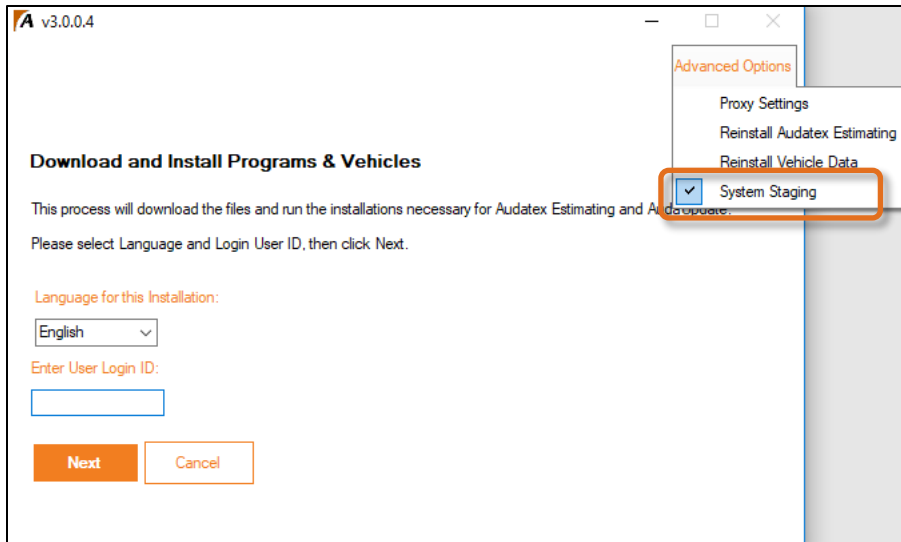 A v3.0.0.4
Advanced Options
Proxy Settings
Reinstall Audatex Estimating
Reinstall Vehicle Data
System Staging
Download and Install Programs & Vehicles
This process will download the files and run the installations necessary for Audatex Estimating and AudaUpdate.
Please select Language and Login User ID, then click Next.
Language for this Installation:
English
Enter User Login ID:
Next
Cancel